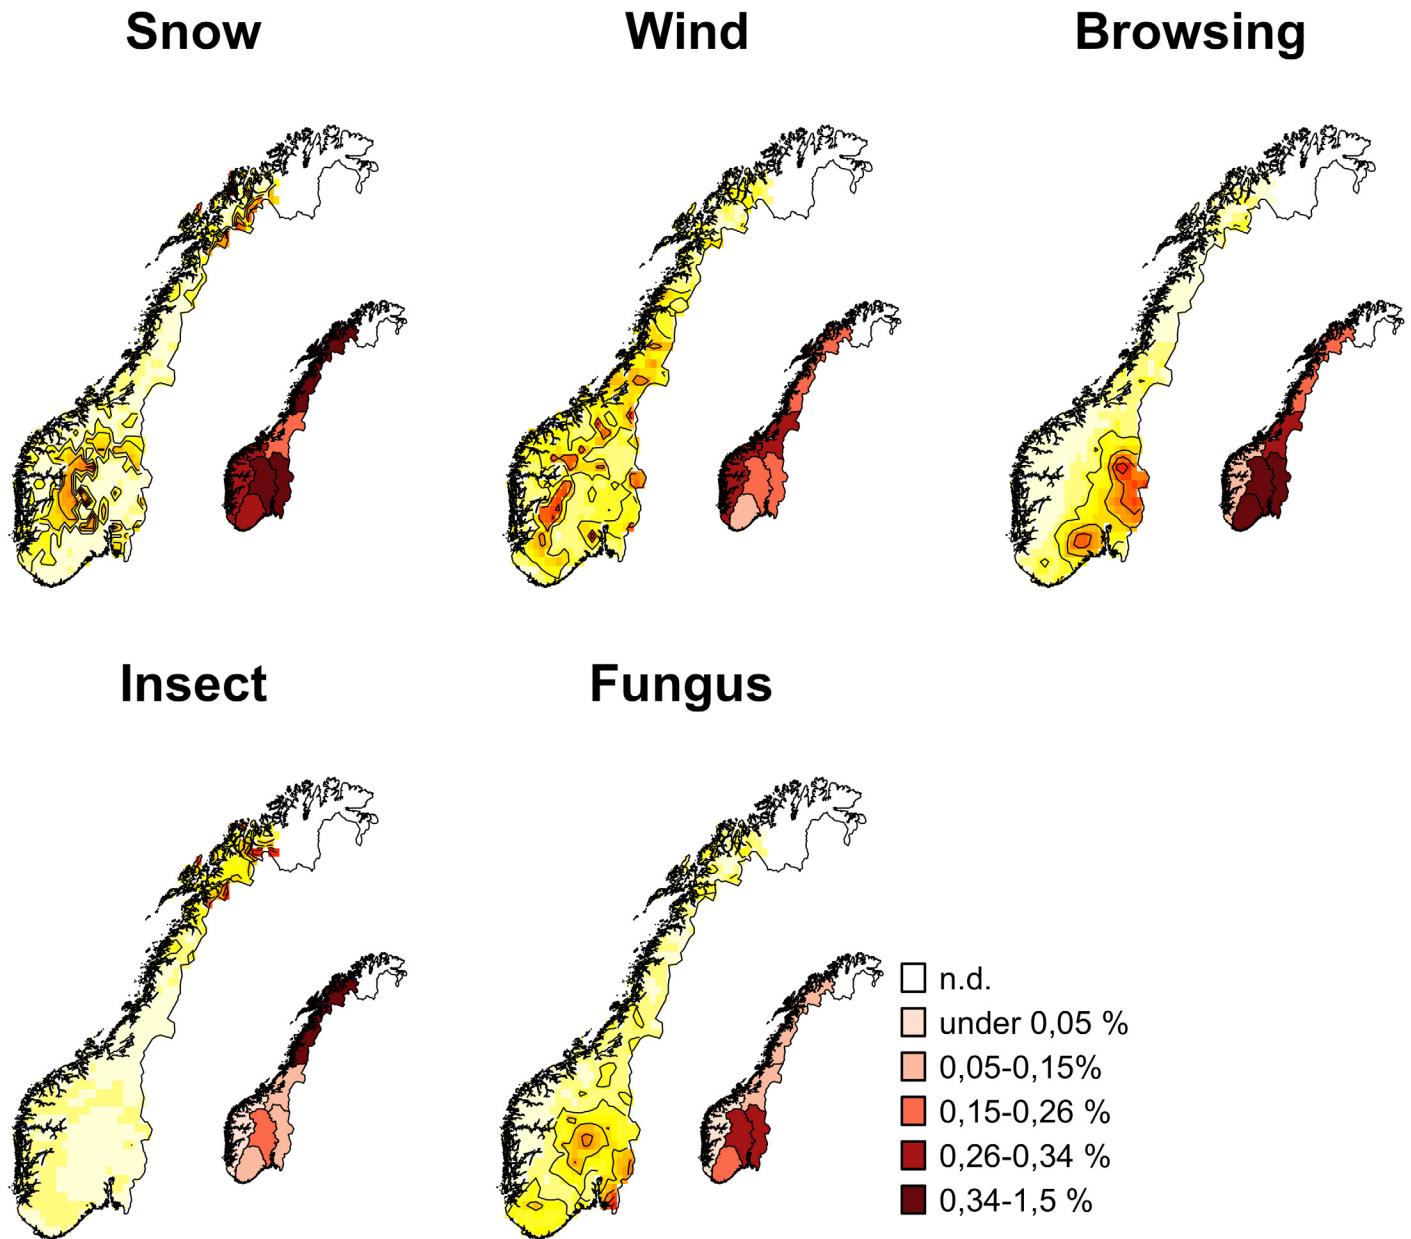 Snow
Wind
Browsing
Insect
Fungus
n.d.
under 0,05 %
0,05-0,15%
0,15-0,26 %
0,26-0,34 %
0,34-1,5 %